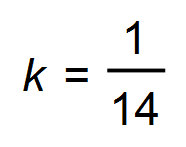 k = 1/14